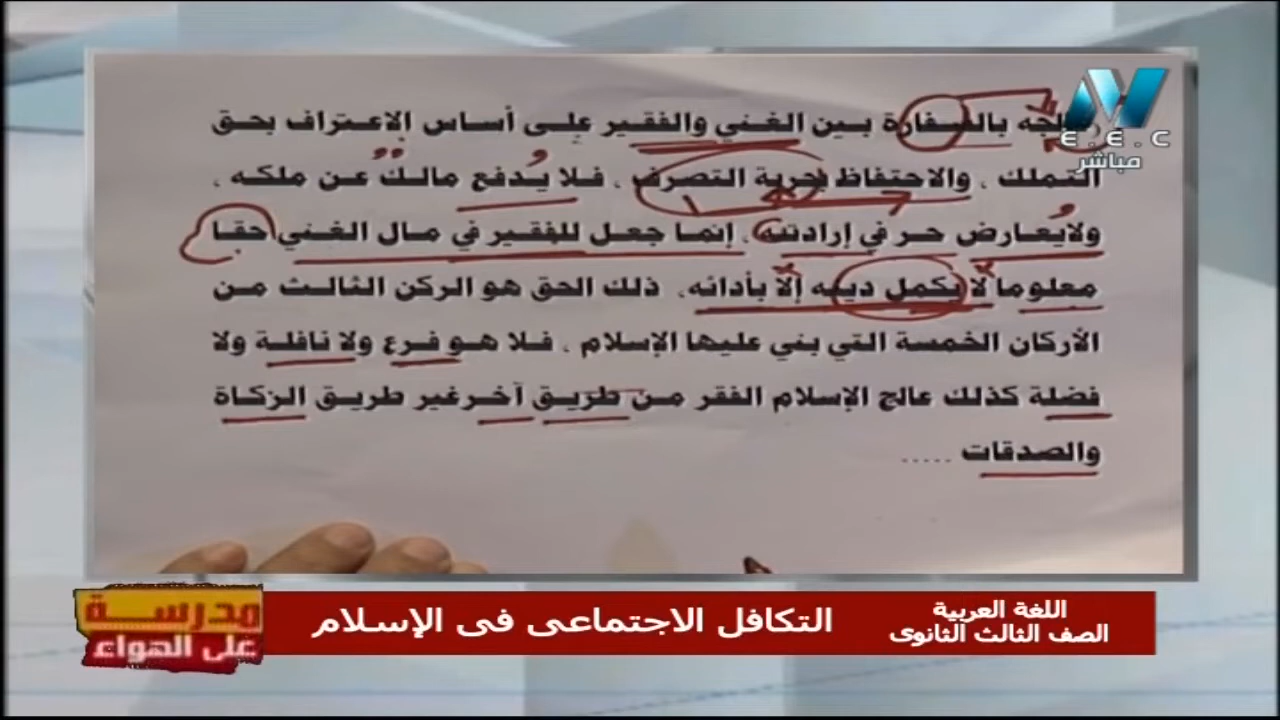 عالجه بالسفارة بين الغني والفقير على أساس الإعتراف بحق
التملك ، والاحتفاظ بحرية التصرف ، فلا يُدفع مالكٌ عن ملكه ،
ولا يُعارض حر في إرادته ، إنما جعل للفقير في مال الغني حقا
معلوما لا يكمل دينه إلا بأدائه، ذلك الحق هو الركن الثالث من
الأركان الخمسة التي بني عليها الإسلام ، فلا هو فرع ولا نافلة ولا
فضلة كذلك عالج الإسلام الفقر من طريق آخر غير طريق الزكاة
والصدقات .....
E.E.C
مباشر
مدرسة
على الهواء
التكافل الاجتماعى فى الإسلام
اللغة العربية
الصف الثالث الثانوى